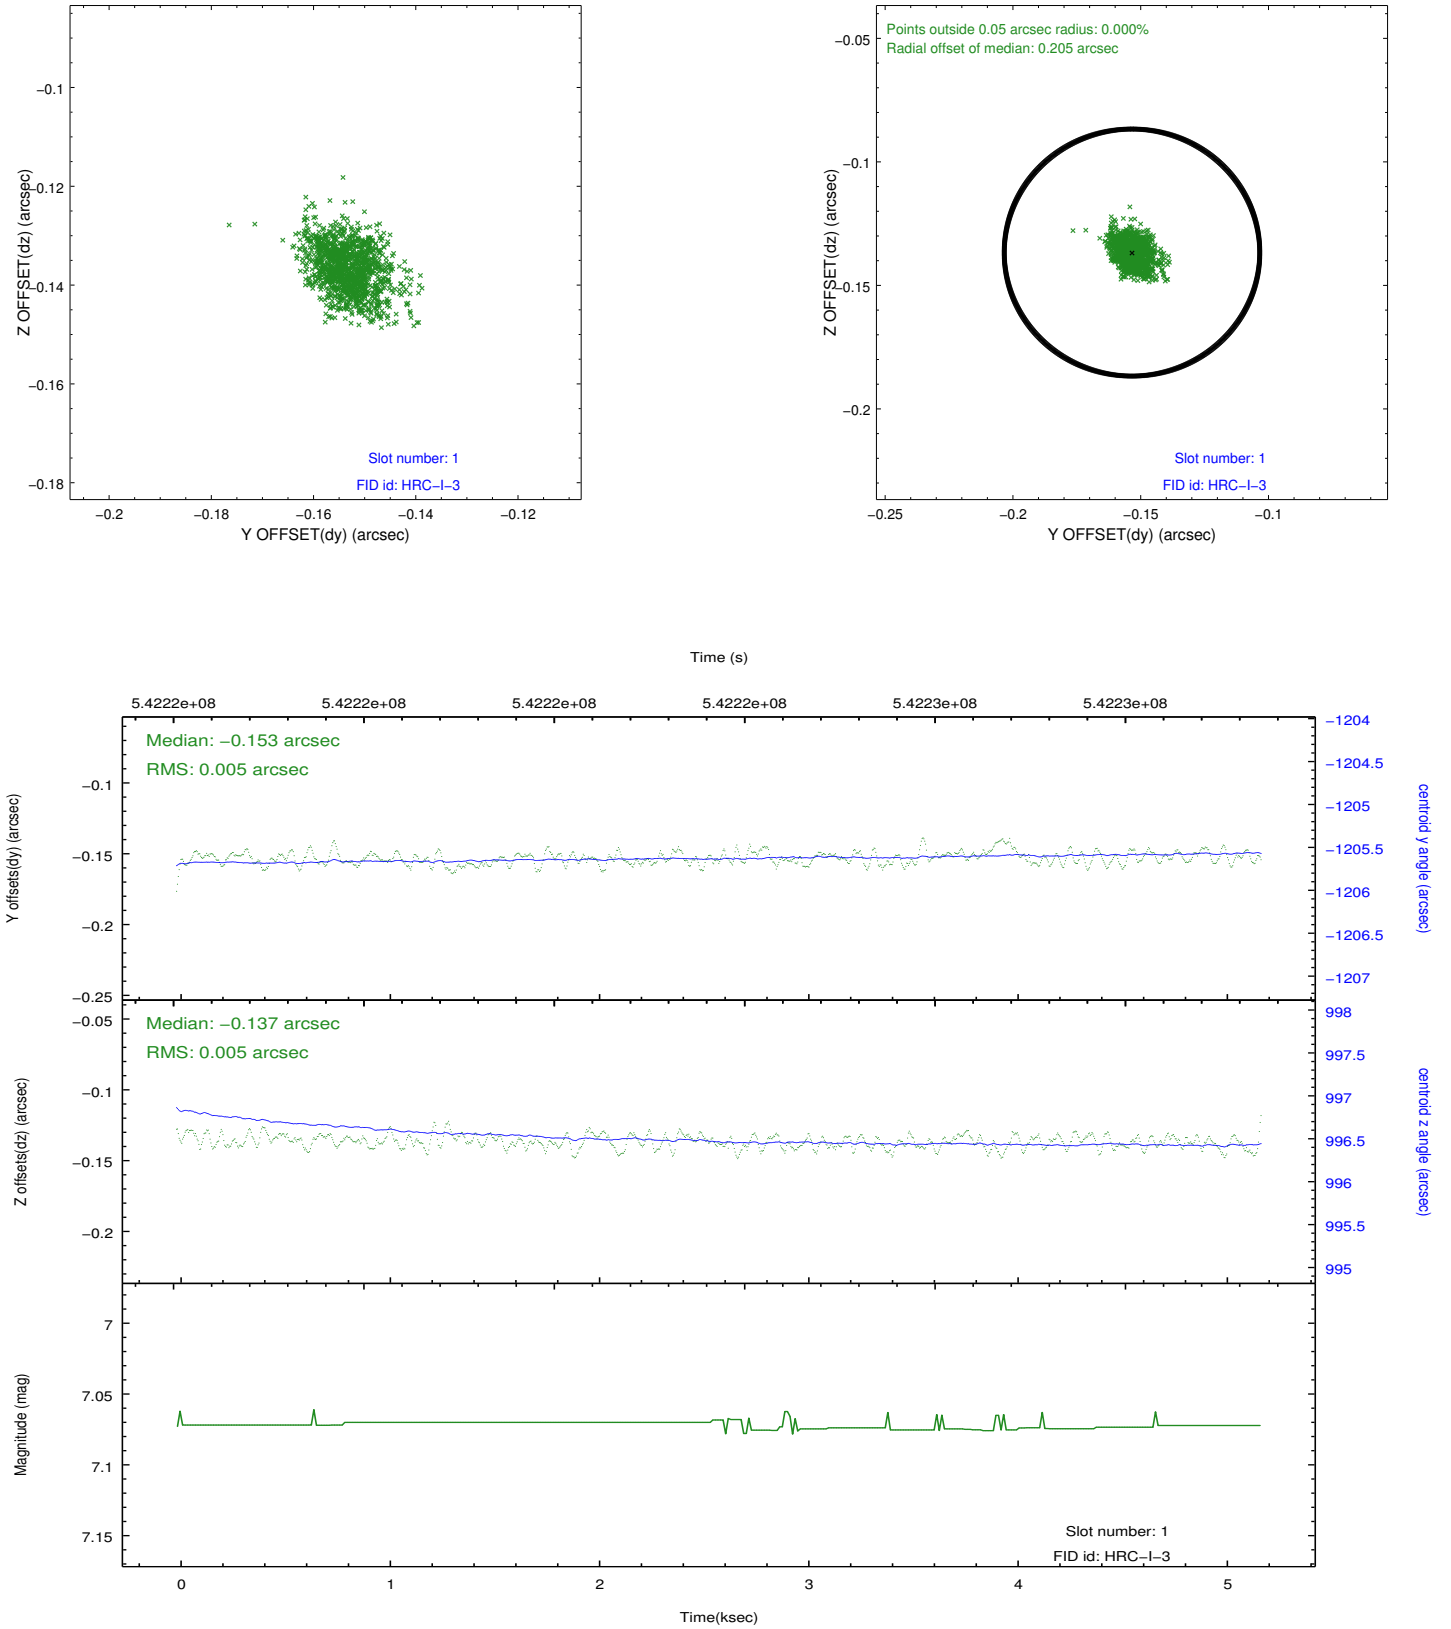 −0.1
−0.12
−0.14
−0.16
−0.18
Z OFFSET(dz) (arcsec)
Slot number: 1
FID id: HRC−I−3
−0.2 −0.18 −0.16 −0.14 −0.12
Y OFFSET(dy) (arcsec)
Points outside 0.05 arcsec radius: 0.000%
Radial offset of median: 0.205 arcsec
−0.05
−0.1
−0.15
−0.2
Z OFFSET(dz) (arcsec)
Slot number: 1
FID id: HRC−I−3
−0.25 −0.2 −0.15 −0.1
Y OFFSET(dy) (arcsec)
Time (s)
5.4222e+08 5.4222e+08 5.4222e+08 5.4222e+08 5.4223e+08 5.4223e+08
Median: −0.153 arcsec
RMS: 0.005 arcsec
−0.1
−0.15
−0.2
−0.25
Y offsets(dy) (arcsec)
−1204
−1204.5
−1205
−1205.5
−1206
−1206.5
−1207
centroid y angle (arcsec)
Median: −0.137 arcsec
RMS: 0.005 arcsec
−0.05
−0.1
−0.15
−0.2
Z offsets(dz) (arcsec)
998
997.5
997
996.5
996
995.5
995
centroid z angle (arcsec)
7
7.05
7.1
7.15
Magnitude (mag)
Slot number: 1
FID id: HRC−I−3
0 1 2 3 4 5
Time(ksec)